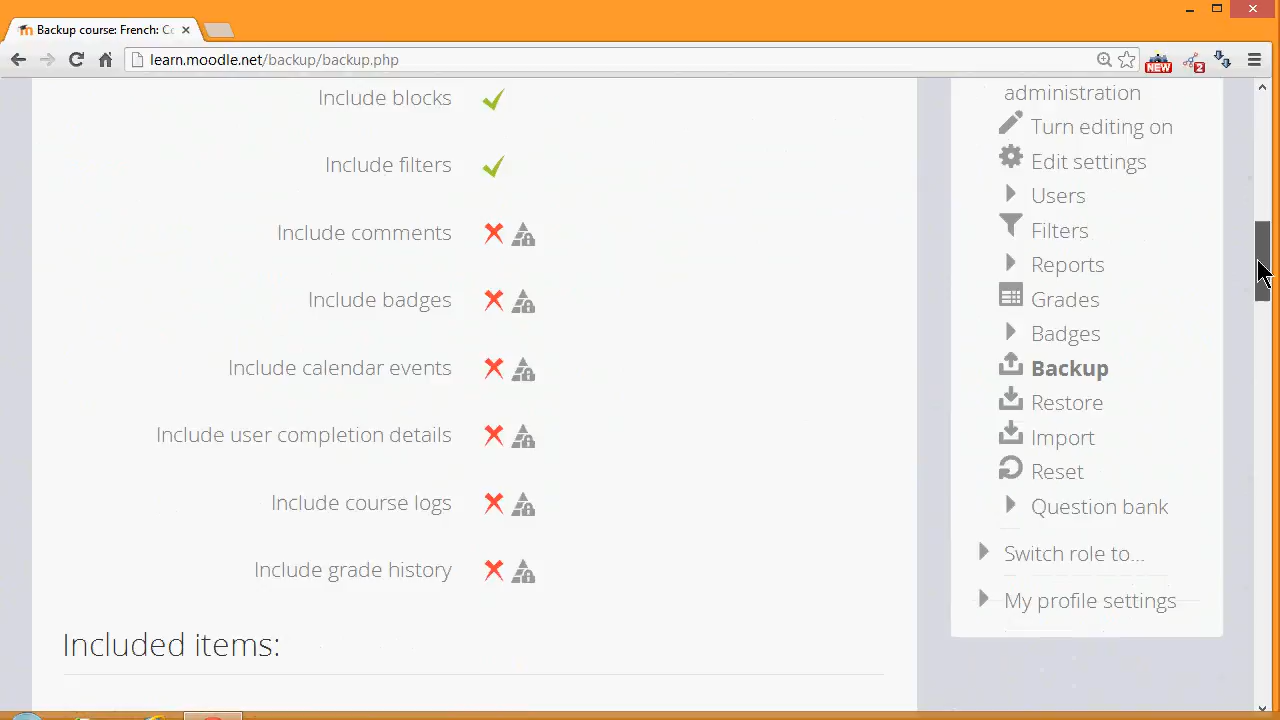 Backup course: French: Co
learn.moodle.net/backup/backup.php
NEW
2
Include blocks
Include filters
Include comments
Include badges
Include calendar events
Include user completion details
Include course logs
Include grade history
Included items:
administration
Turn editing on
Edit settings
Users
Filters
Reports
Grades
Badges
Backup
Restore
Import
Reset
Question bank
Switch role to...
My profile settings